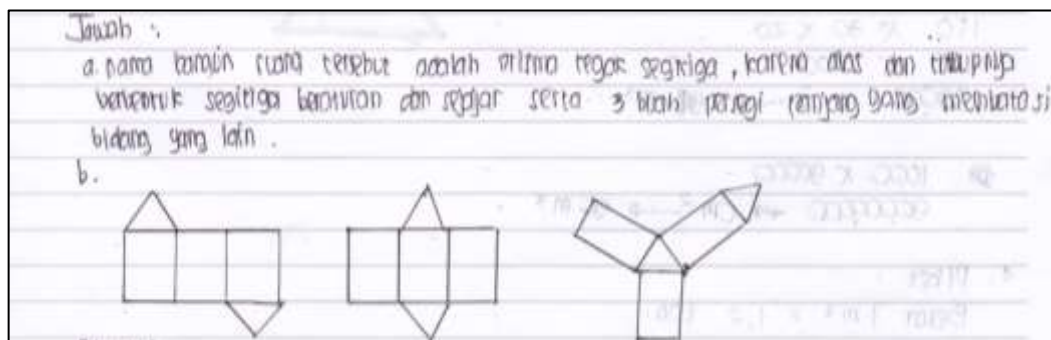 Jawab :
a. nama bangun ruang tersebut adalah prisma tegak segitiga, karena alas dan tutupnya
berbentuk segitiga beraturan dan sejajar serta 3 buah persegi panjang yang membatasi
bidang yang lain.
b.